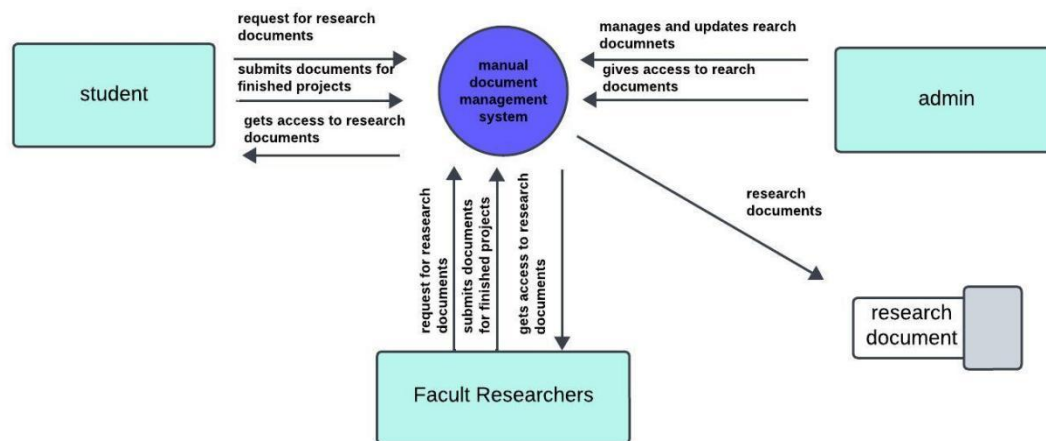 request for research
documents
student
submits documents for
finished projects
gets access to research
documents
manual
document
management
system
manages and updates rearch
documnets
gives access to rearch
documents
admin
request for reasearch
documents
submits documents
for finished projects
gets access to research
documents
research
documents
research
document
Facult Researchers